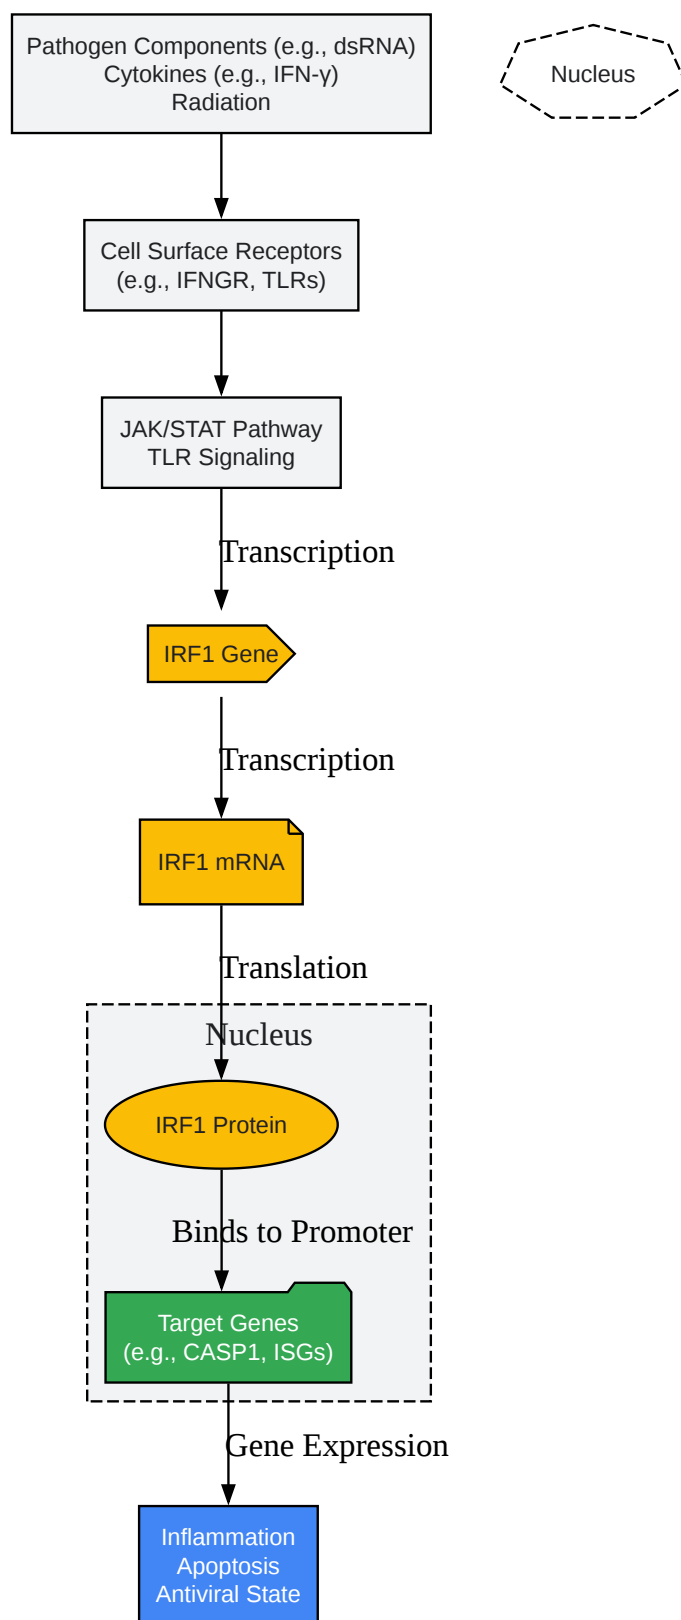 Pathogen Components (e.g., dsRNA)
Cytokines (e.g., IFN-γ)
Radiation
Nucleus
Cell Surface Receptors
(e.g., IFNGR, TLRs)
JAK/STAT Pathway
TLR Signaling
Transcription
IRF1 Gene
Transcription
IRF1 mRNA
Translation
Nucleus
IRF1 Protein
Binds to Promoter
Target Genes
(e.g., CASP1, ISGs)
Gene Expression
Inflammation
Apoptosis
Antiviral State